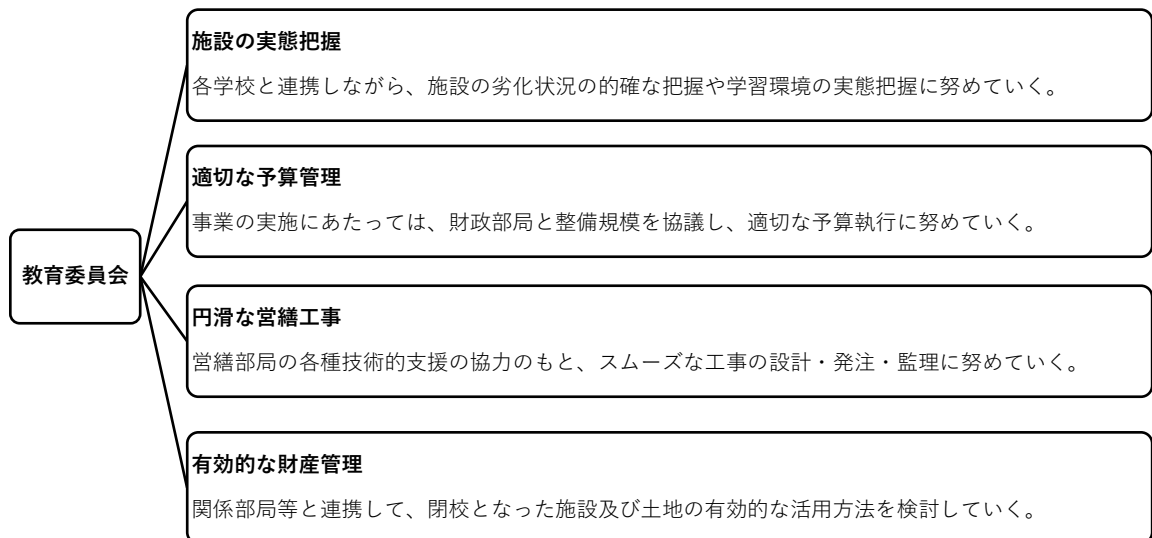 施設の実態把握
各学校と連携しながら、施設の劣化状況の的確な把握や学習環境の実態把握に努めていく。
適切な予算管理
事業の実施にあたっては、財政部局と整備規模を協議し、適切な予算執行に努めていく。
教育委員会
円滑な営繕工事
営繕部局の各種技術的支援の協力のもと、スムーズな工事の設計・発注・監理に努めていく。
有効的な財産管理
関係部局等と連携して、閉校となった施設及び土地の有効的な活用方法を検討していく。